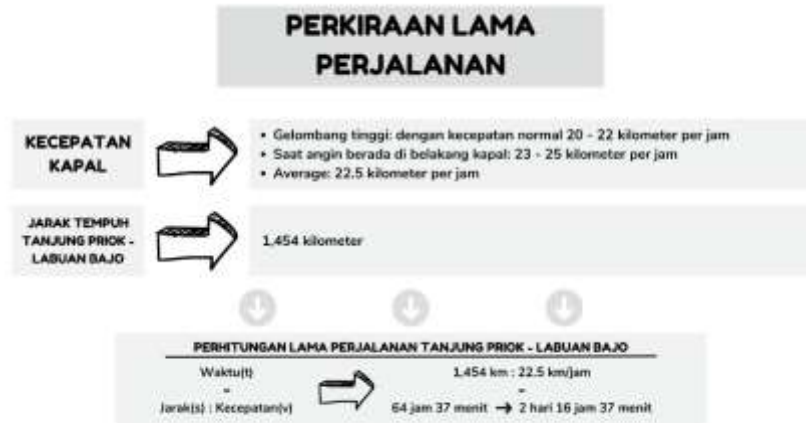 PERKIRAAN LAMA
PERJALANAN
KECEPATAN
KAPAL
• Gelombang tinggi: dengan kecepatan normal 20 - 22 kilometer per jam
• Saat angin berada di belakang kapal: 23 - 25 kilometer per jam
• Average: 22.5 kilometer per jam
JARAK TEMPUH
TANJUNG PRIOK -
LABUAN BAJO
1,454 kilometer
PERHITUNGAN LAMA PERJALANAN TANJUNG PRIOK - LABUAN BAJO
Waktu(t)
=
Jarak(s) : Kecepatan(v)
1,454 km : 22.5 km/jam
=
64 jam 37 menit → 2 hari 16 jam 37 menit